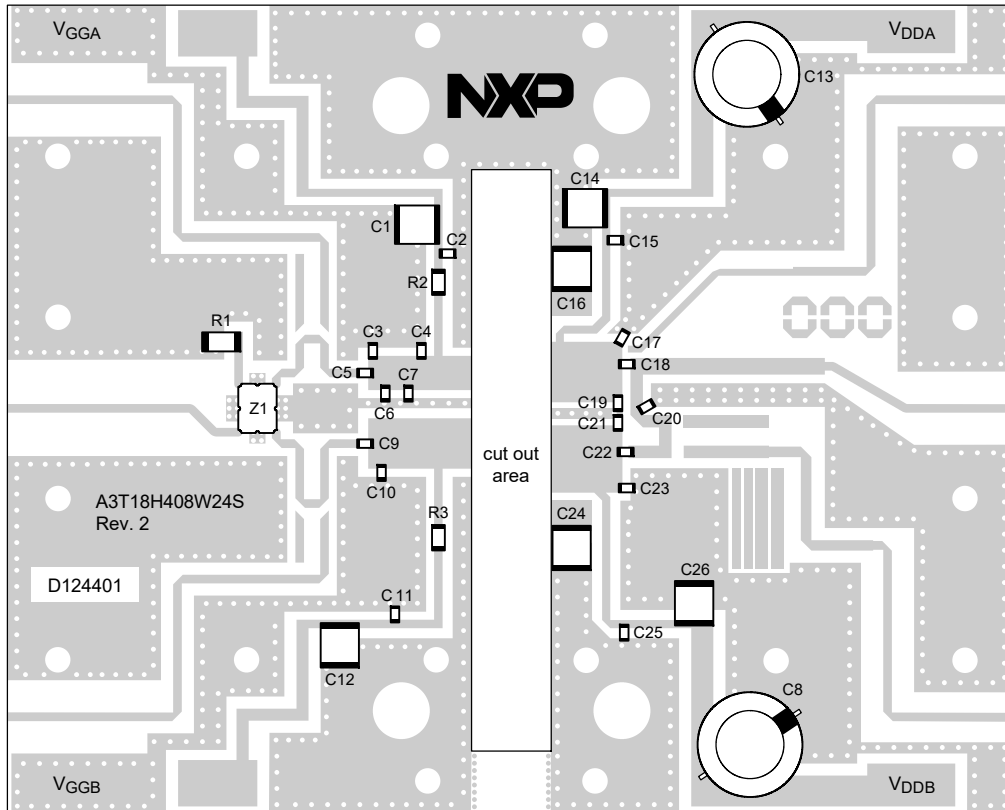 VGGA
VDDA
C13
NXP
C14
C1
C2
C15
R2
C16
R1
C3
C4
C17
C5
C18
C7
C6
C19
C20
Z1
C21
C9
C22
cut out
area
C10
C23
A3T18H408W24S
Rev. 2
R3
C24
D124401
C26
C 11
C25
C12
C8
VGGB
VDDB